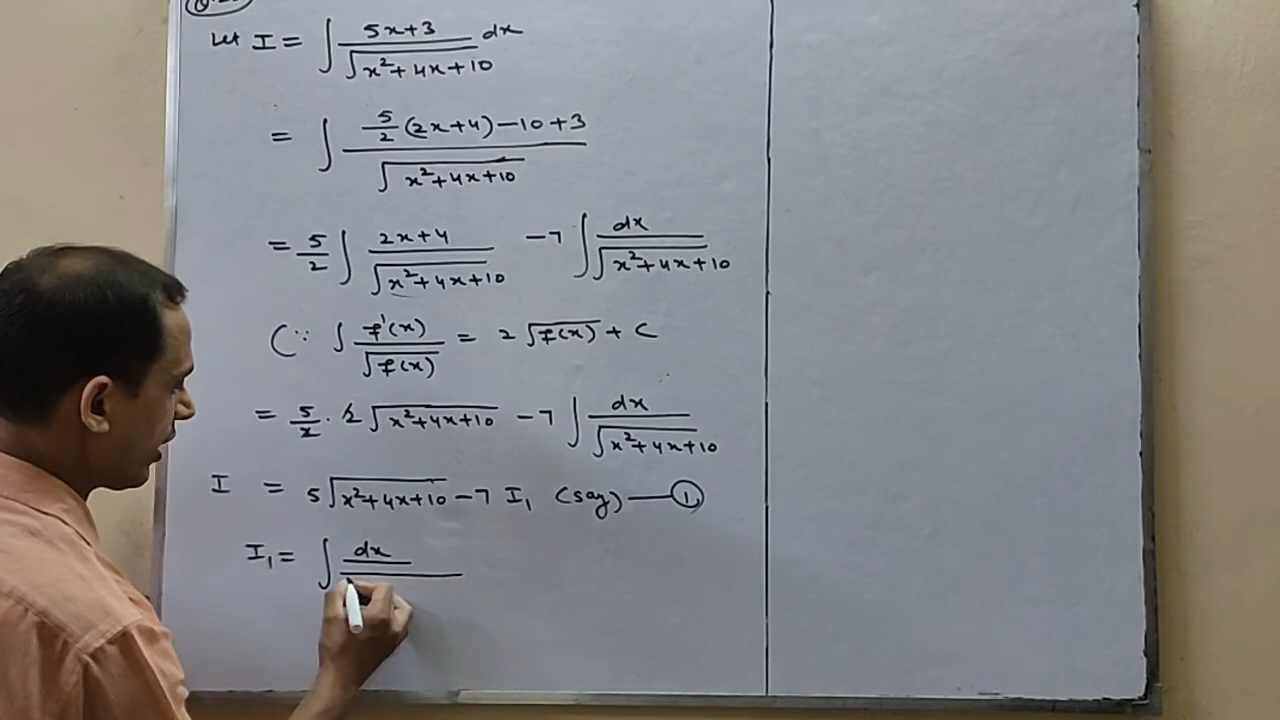 Let I = ∫ (5x+3)/√(x²+4x+10) dx
= ∫ (5/2 (2x+4) − 10 + 3)/√(x²+4x+10)
= 5/2 ∫ (2x+4)/√(x²+4x+10) − 7 ∫ dx/√(x²+4x+10)
(∵ ∫ f'(x)/√f(x) = 2√f(x) + C
= 5/2 · 2 √(x²+4x+10) − 7 ∫ dx/√(x²+4x+10)
I = 5√(x²+4x+10) − 7 I₁ (say) — ①
I₁ = ∫ dx